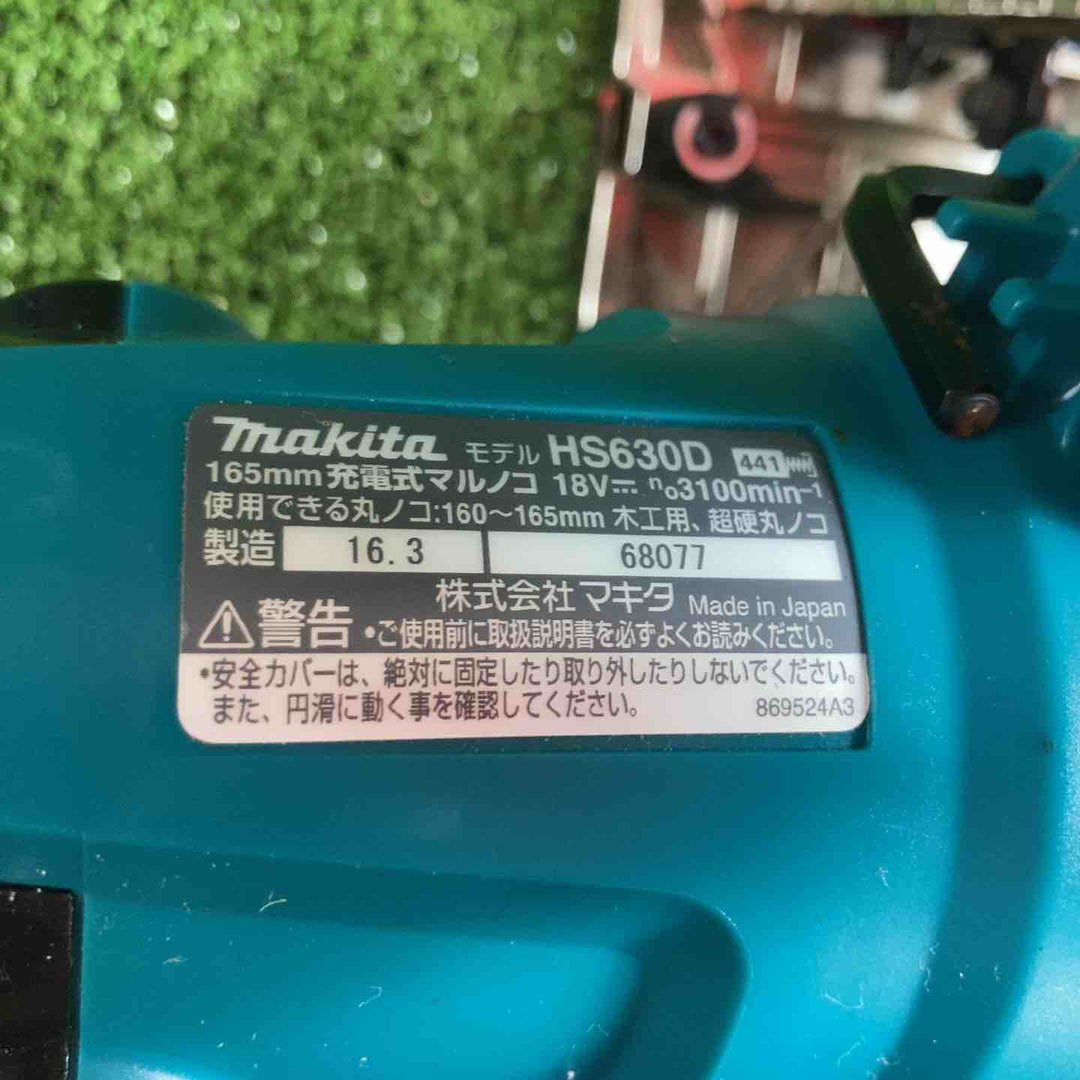 makita モデル HS630D 441
165mm 充電式マルノコ 18V⎓ n₀3100min⁻¹
使用できる丸ノコ:160～165mm 木工用、超硬丸ノコ
製造 16.3 68077
株式会社マキタ Made in Japan
⚠警告 •ご使用前に取扱説明書を必ずよくお読みください。
•安全カバーは、絶対に固定したり取り外したりしないでください。
また、円滑に動く事を確認してください。 869524A3